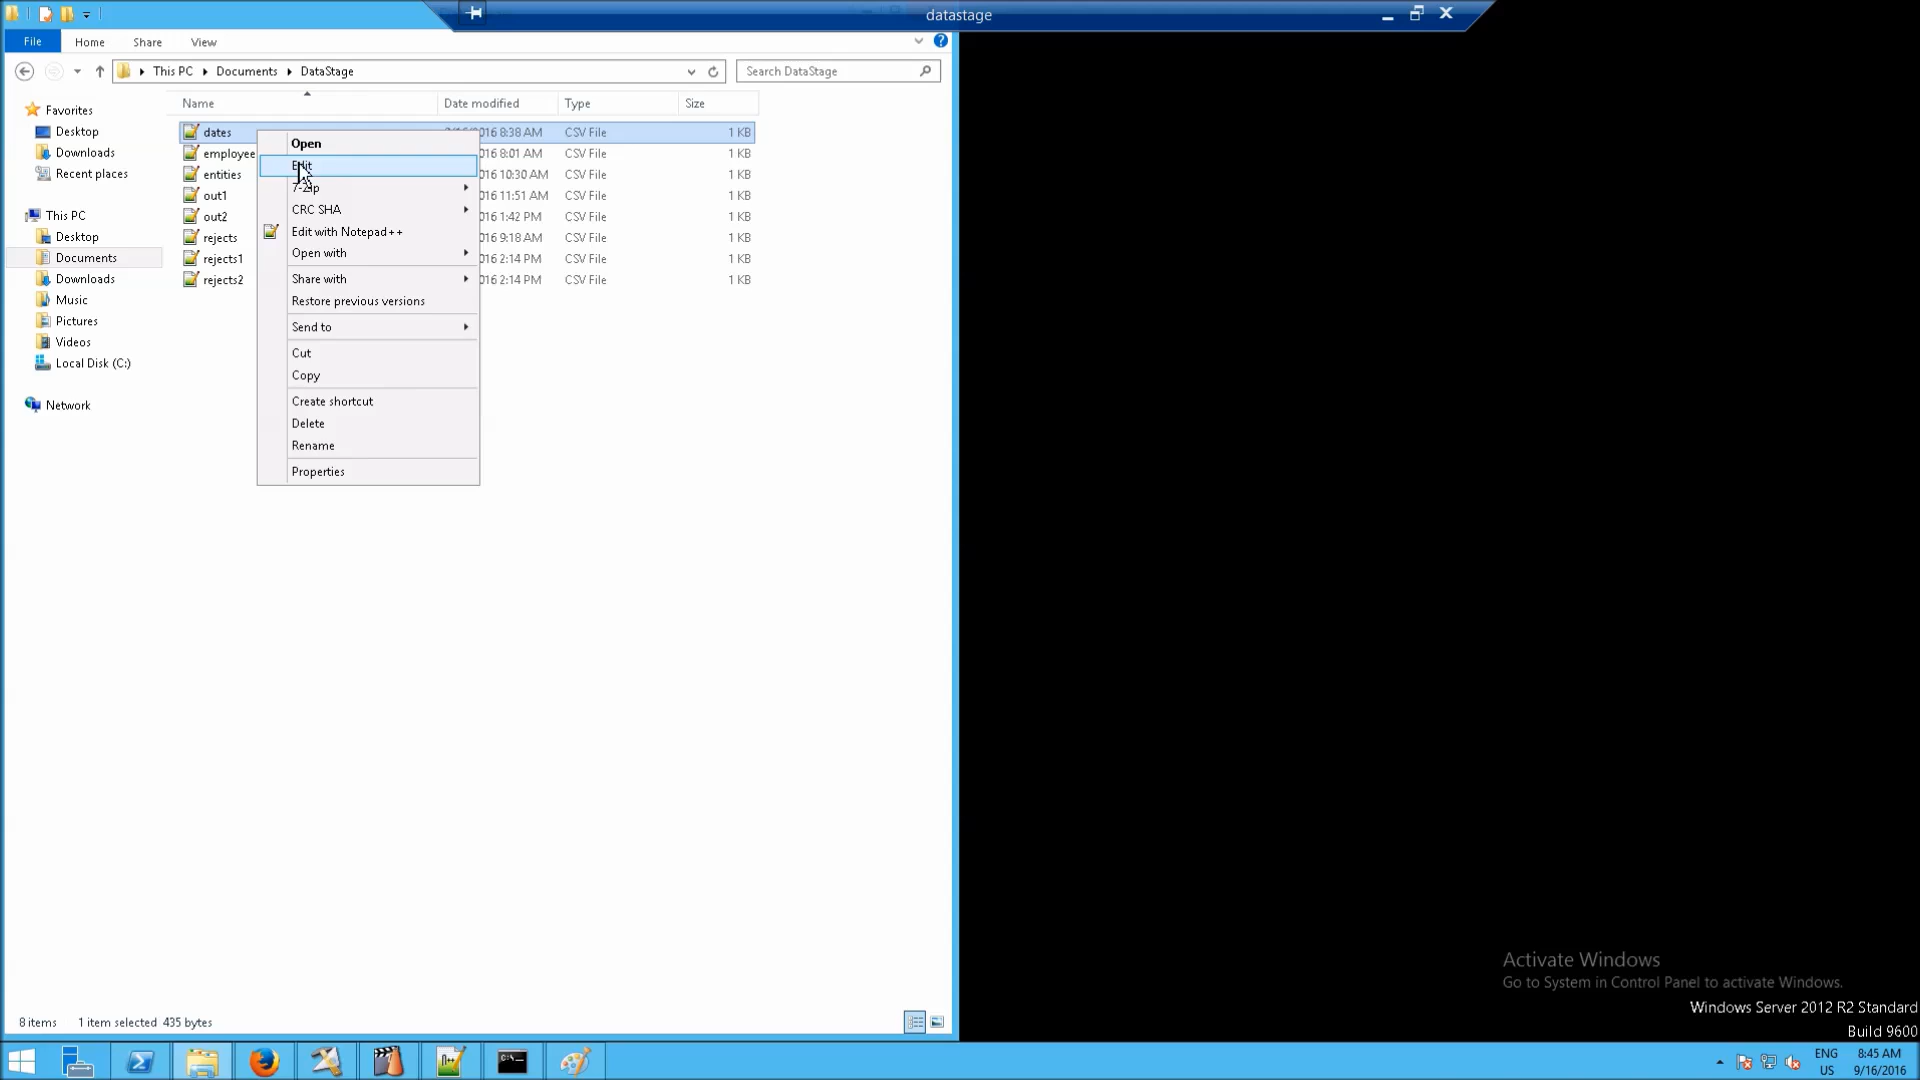 datastage
File Home Share View
This PC Documents DataStage Search DataStage
Name Date modified Type Size
Favorites
Desktop
Downloads
Recent places
This PC
Desktop
Documents
Downloads
Music
Pictures
Videos
Local Disk (C:)
Network
dates 2016 8:38 AM CSV File 1 KB
employee 016 8:01 AM CSV File 1 KB
entities 016 10:30 AM CSV File 1 KB
out1 016 11:51 AM CSV File 1 KB
out2 016 1:42 PM CSV File 1 KB
rejects 016 9:18 AM CSV File 1 KB
rejects1 016 2:14 PM CSV File 1 KB
rejects2 016 2:14 PM CSV File 1 KB
Open
Edit
7-Zip
CRC SHA
Edit with Notepad++
Open with
Share with
Restore previous versions
Send to
Cut
Copy
Create shortcut
Delete
Rename
Properties
Activate Windows
Go to System in Control Panel to activate Windows.
Windows Server 2012 R2 Standard
Build 9600
8 items 1 item selected 435 bytes
ENG 8:45 AM
US 9/16/2016